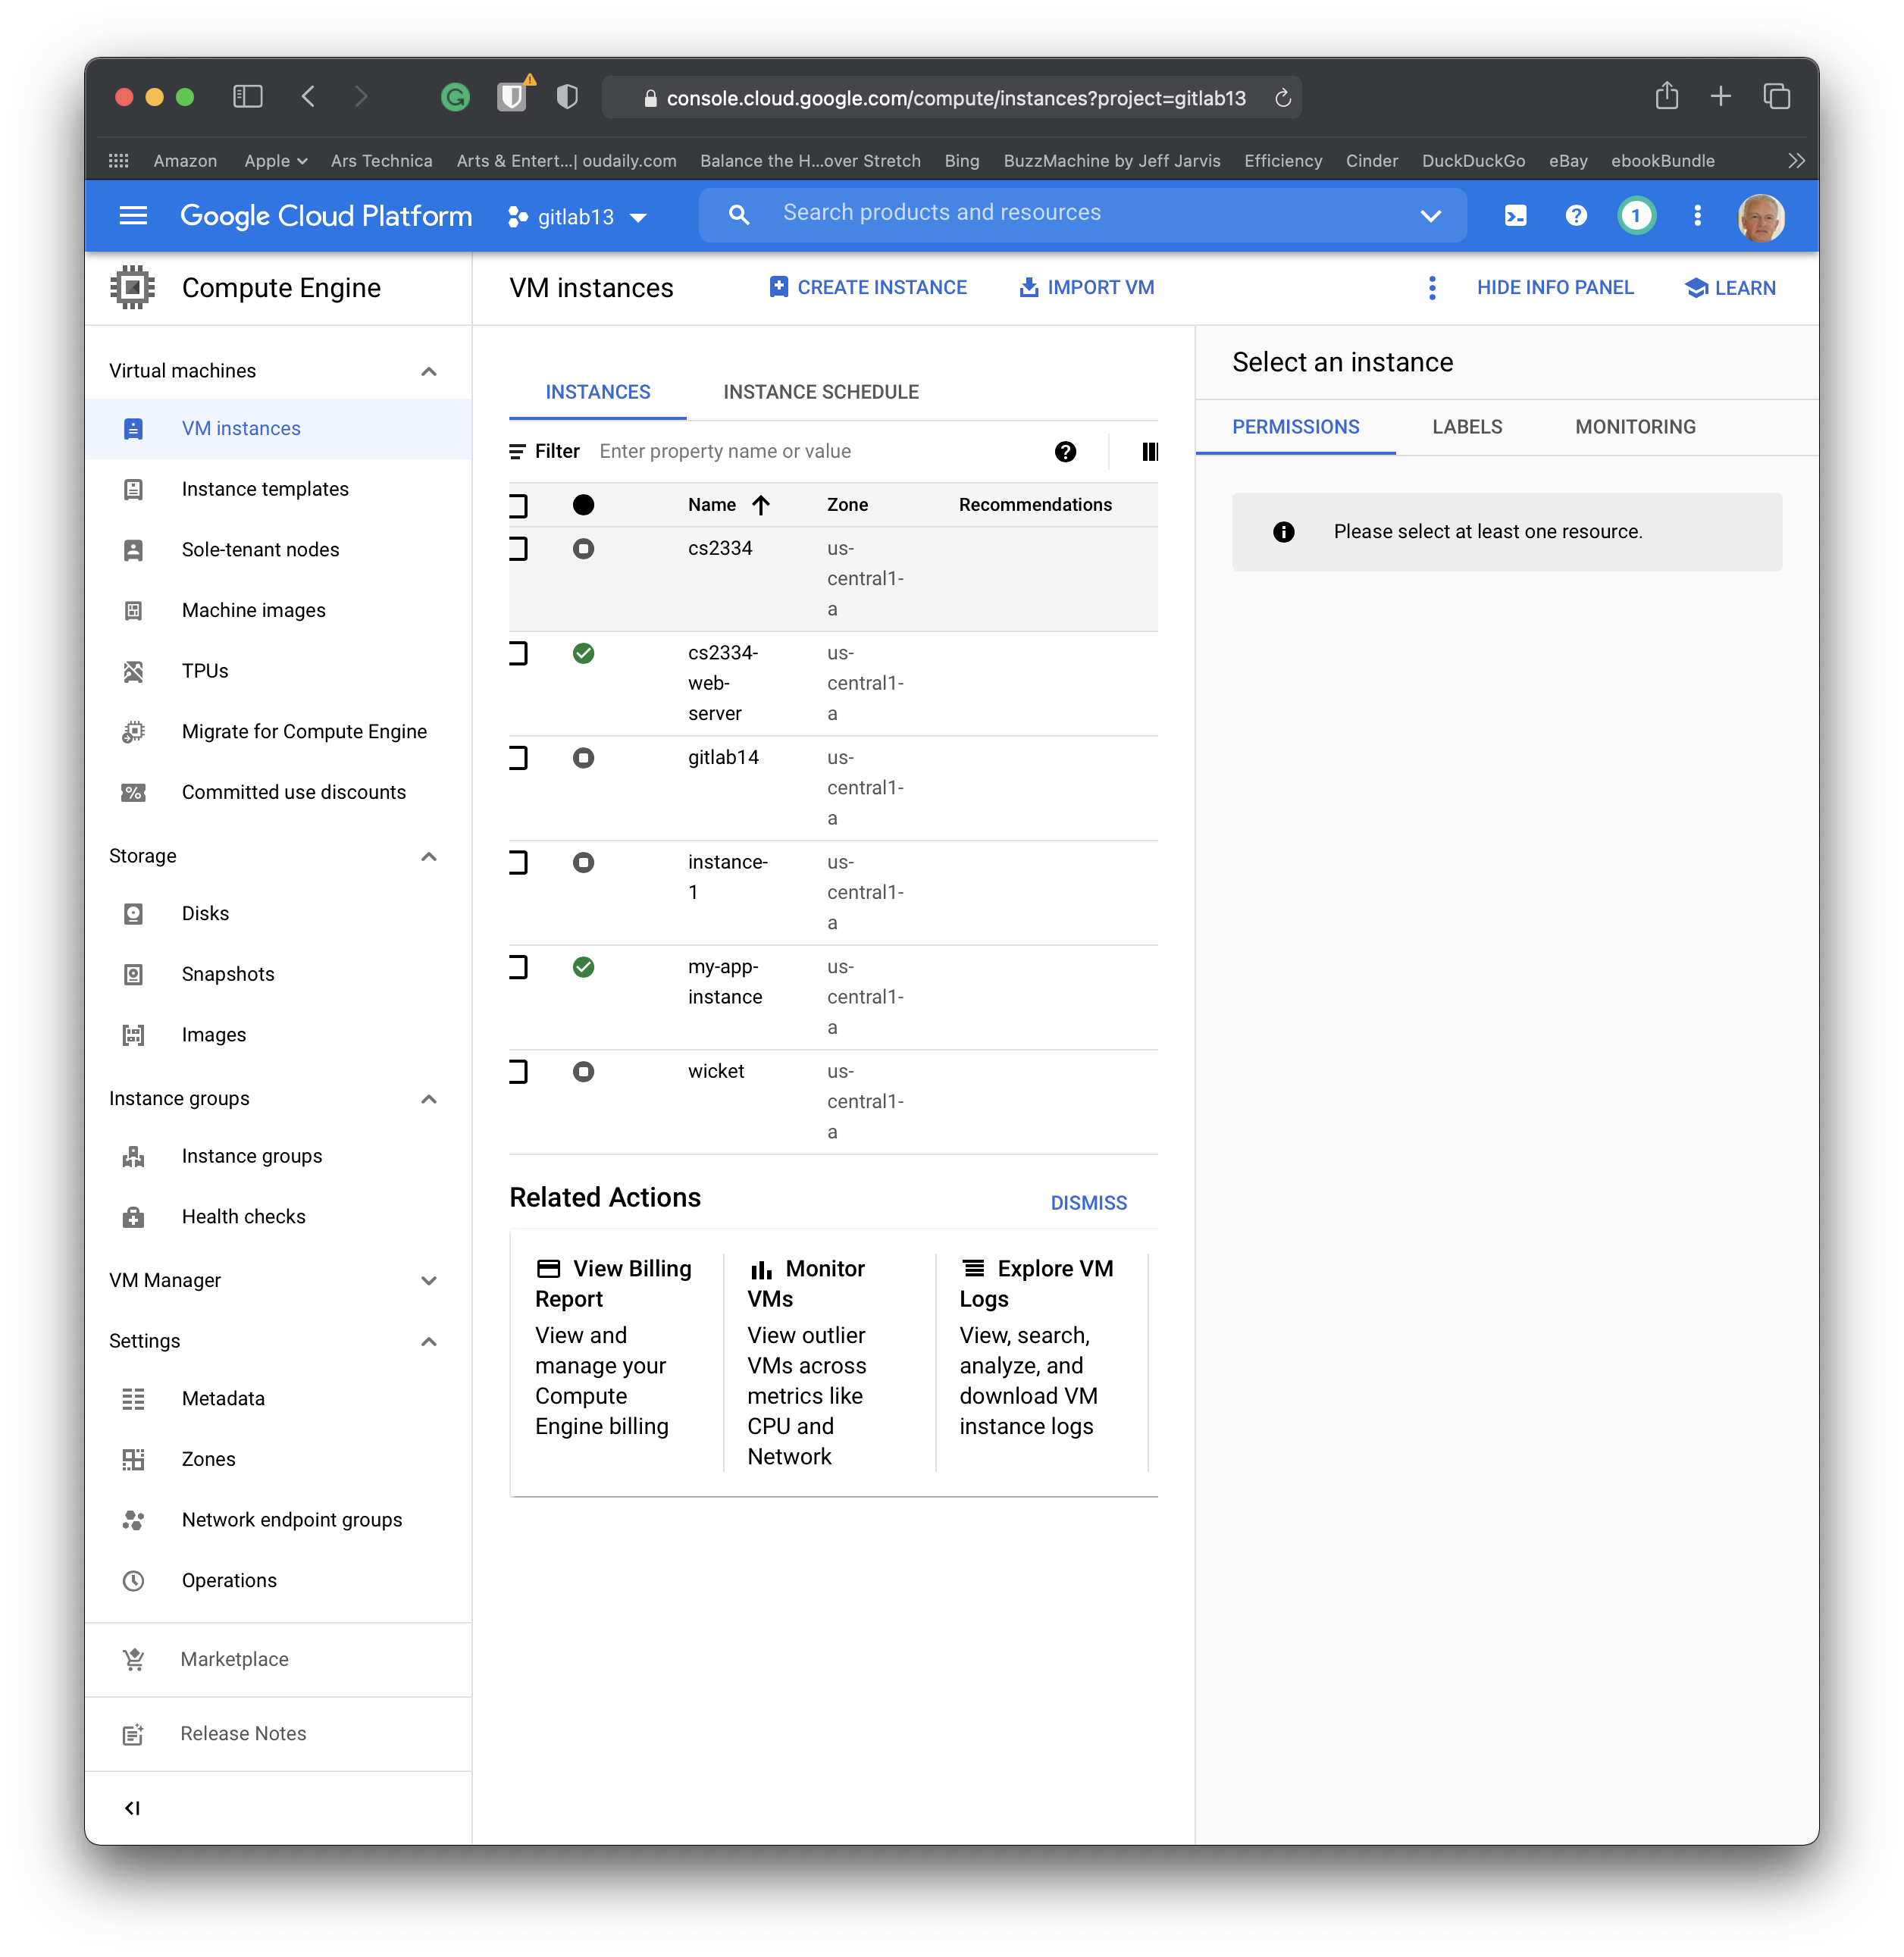 console.cloud.google.com/compute/instances?project=gitlab13
Amazon
Apple
Ars Technica
Arts & Entert...| oudaily.com
Balance the H...over Stretch
Bing
BuzzMachine by Jeff Jarvis
Efficiency
Cinder
DuckDuckGo
eBay
ebookBundle
Google Cloud Platform
gitlab13
Search products and resources
1
Compute Engine
VM instances
CREATE INSTANCE
IMPORT VM
HIDE INFO PANEL
LEARN
Virtual machines
VM instances
Instance templates
Sole-tenant nodes
Machine images
TPUs
Migrate for Compute Engine
Committed use discounts
Storage
Disks
Snapshots
Images
Instance groups
Instance groups
Health checks
VM Manager
Settings
Metadata
Zones
Network endpoint groups
Operations
Marketplace
Release Notes
INSTANCES
INSTANCE SCHEDULE
Filter
Enter property name or value
Name
Zone
Recommendations
cs2334
us-
central1-
a
cs2334-
web-
server
us-
central1-
a
gitlab14
us-
central1-
a
instance-
1
us-
central1-
a
my-app-
instance
us-
central1-
a
wicket
us-
central1-
a
Related Actions
DISMISS
View Billing
Report
View and
manage your
Compute
Engine billing
Monitor
VMs
View outlier
VMs across
metrics like
CPU and
Network
Explore VM
Logs
View, search,
analyze, and
download VM
instance logs
Select an instance
PERMISSIONS
LABELS
MONITORING
Please select at least one resource.